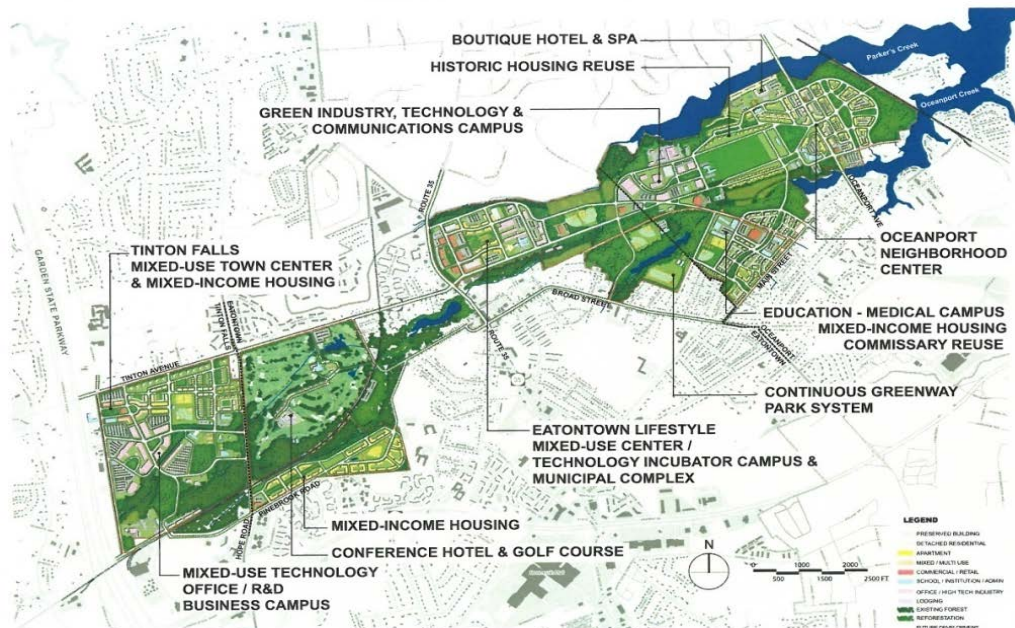 BOUTIQUE HOTEL & SPA
HISTORIC HOUSING REUSE
GREEN INDUSTRY, TECHNOLOGY &
COMMUNICATIONS CAMPUS
Parker's Creek
Oceanport Creek
ROUTE 35
OCEANPORT AVE
GARDEN STATE PARKWAY
TINTON FALLS
MIXED-USE TOWN CENTER
& MIXED-INCOME HOUSING
OCEANPORT
NEIGHBORHOOD
CENTER
MAIN STREET
BROAD STREET
EATONTOWN
TINTON FALLS
TINTON AVENUE
ROUTE 35
OCEANPORT
EATONTOWN
EDUCATION - MEDICAL CAMPUS
MIXED-INCOME HOUSING
COMMISSARY REUSE
CONTINUOUS GREENWAY
PARK SYSTEM
EATONTOWN LIFESTYLE
MIXED-USE CENTER /
TECHNOLOGY INCUBATOR CAMPUS &
MUNICIPAL COMPLEX
PINEBROOK ROAD
HOPE ROAD
MIXED-INCOME HOUSING
CONFERENCE HOTEL & GOLF COURSE
MIXED-USE TECHNOLOGY
OFFICE / R&D
BUSINESS CAMPUS
N
0 1000 2000
500 1500 2500 FT
LEGEND
PRESERVED BUILDING
DETACHED RESIDENTIAL
APARTMENT
MIXED / MULTI USE
COMMERCIAL / RETAIL
SCHOOL / INSTITUTION / ADMIN
OFFICE / HIGH TECH INDUSTRY
LODGING
EXISTING FOREST
REFORESTATION
FUTURE DEVELOPMENT